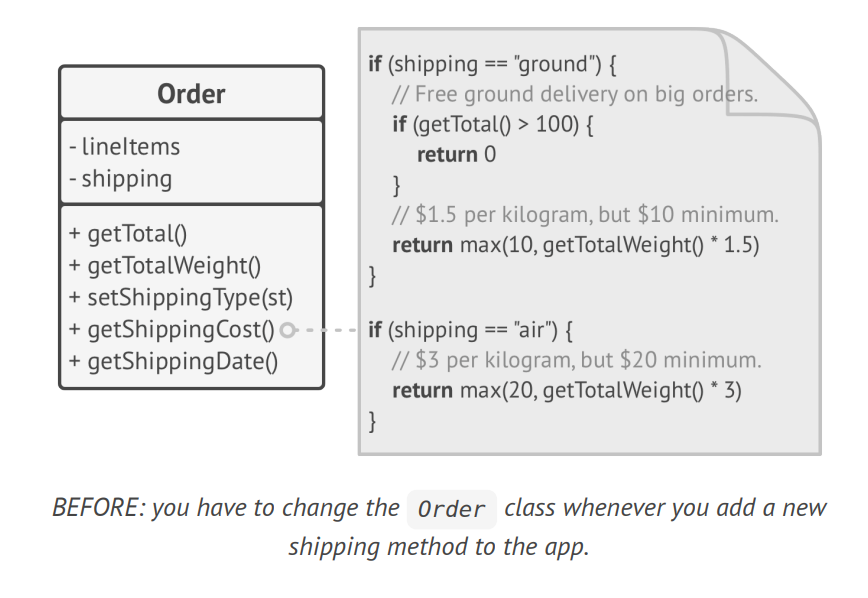 Order
- lineItems
- shipping
+ getTotal()
+ getTotalWeight()
+ setShippingType(st)
+ getShippingCost()
+ getShippingDate()
if (shipping == "ground") {
// Free ground delivery on big orders.
if (getTotal() > 100) {
return 0
}
// $1.5 per kilogram, but $10 minimum.
return max(10, getTotalWeight() * 1.5)
}
if (shipping == "air") {
// $3 per kilogram, but $20 minimum.
return max(20, getTotalWeight() * 3)
}
BEFORE: you have to change the Order class whenever you add a new
shipping method to the app.